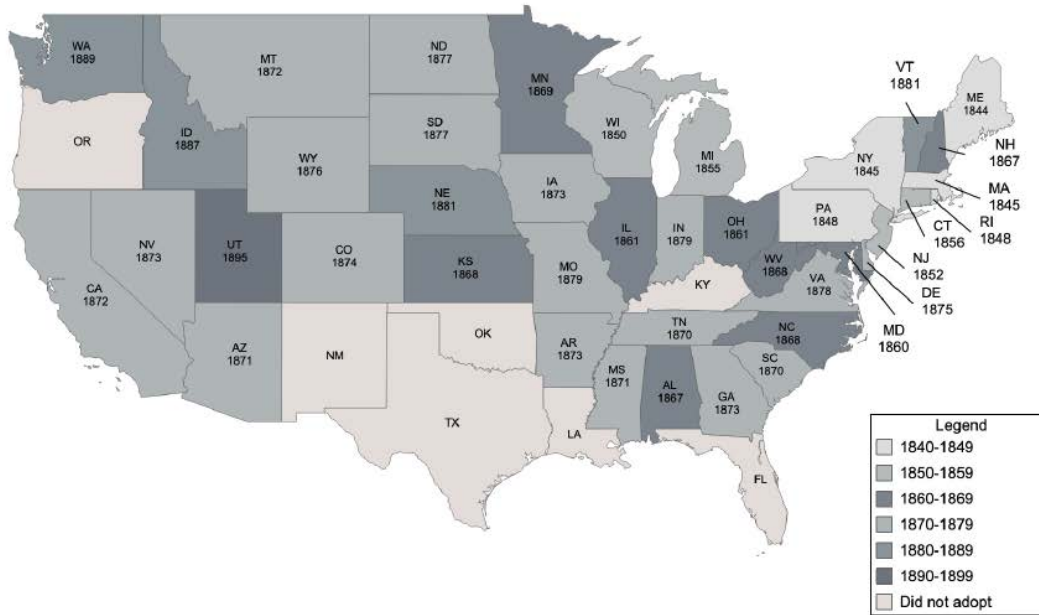 WA
1889
MT
1872
ND
1877
MN
1869
VT
1881
ME
1844
OR
ID
1887
SD
1877
WI
1850
MI
1855
NY
1845
NH
1867
WY
1876
MA
1845
IA
1873
NE
1881
PA
1848
RI
1848
CT
1856
NV
1873
UT
1895
CO
1874
KS
1868
IL
1861
IN
1879
OH
1861
WV
1868
NJ
1852
CA
1872
MO
1879
KY
VA
1878
DE
1875
MD
1860
AZ
1871
NM
OK
AR
1873
TN
1870
NC
1868
SC
1870
MS
1871
AL
1867
GA
1873
TX
LA
FL
Legend
1840-1849
1850-1859
1860-1869
1870-1879
1880-1889
1890-1899
Did not adopt